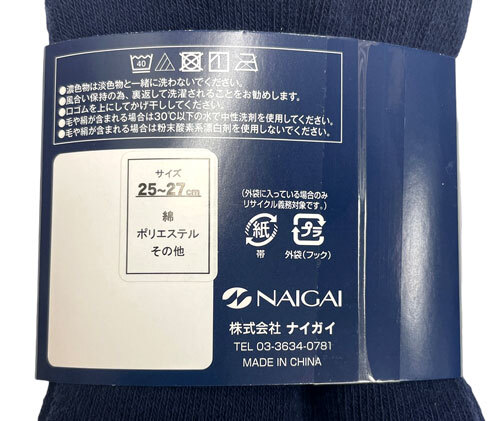 40
●濃色物は淡色物と一緒に洗わないでください。
●風合い保持の為、裏返して洗濯されることをお勧めします。
●口ゴムを上にしてかげ干ししてください。
●毛や絹が含まれる場合は30℃以下の水で中性洗剤を使用してください。
●毛や絹が含まれる場合は粉末酸素系漂白剤を使用しないでください。
サイズ
25~27cm
綿
ポリエステル
その他
(外袋に入っている場合のみ
リサイクル義務対象です。)
紙
プラ
帯
外袋(フック)
NAIGAI
株式会社 ナイガイ
TEL 03-3634-0781
MADE IN CHINA